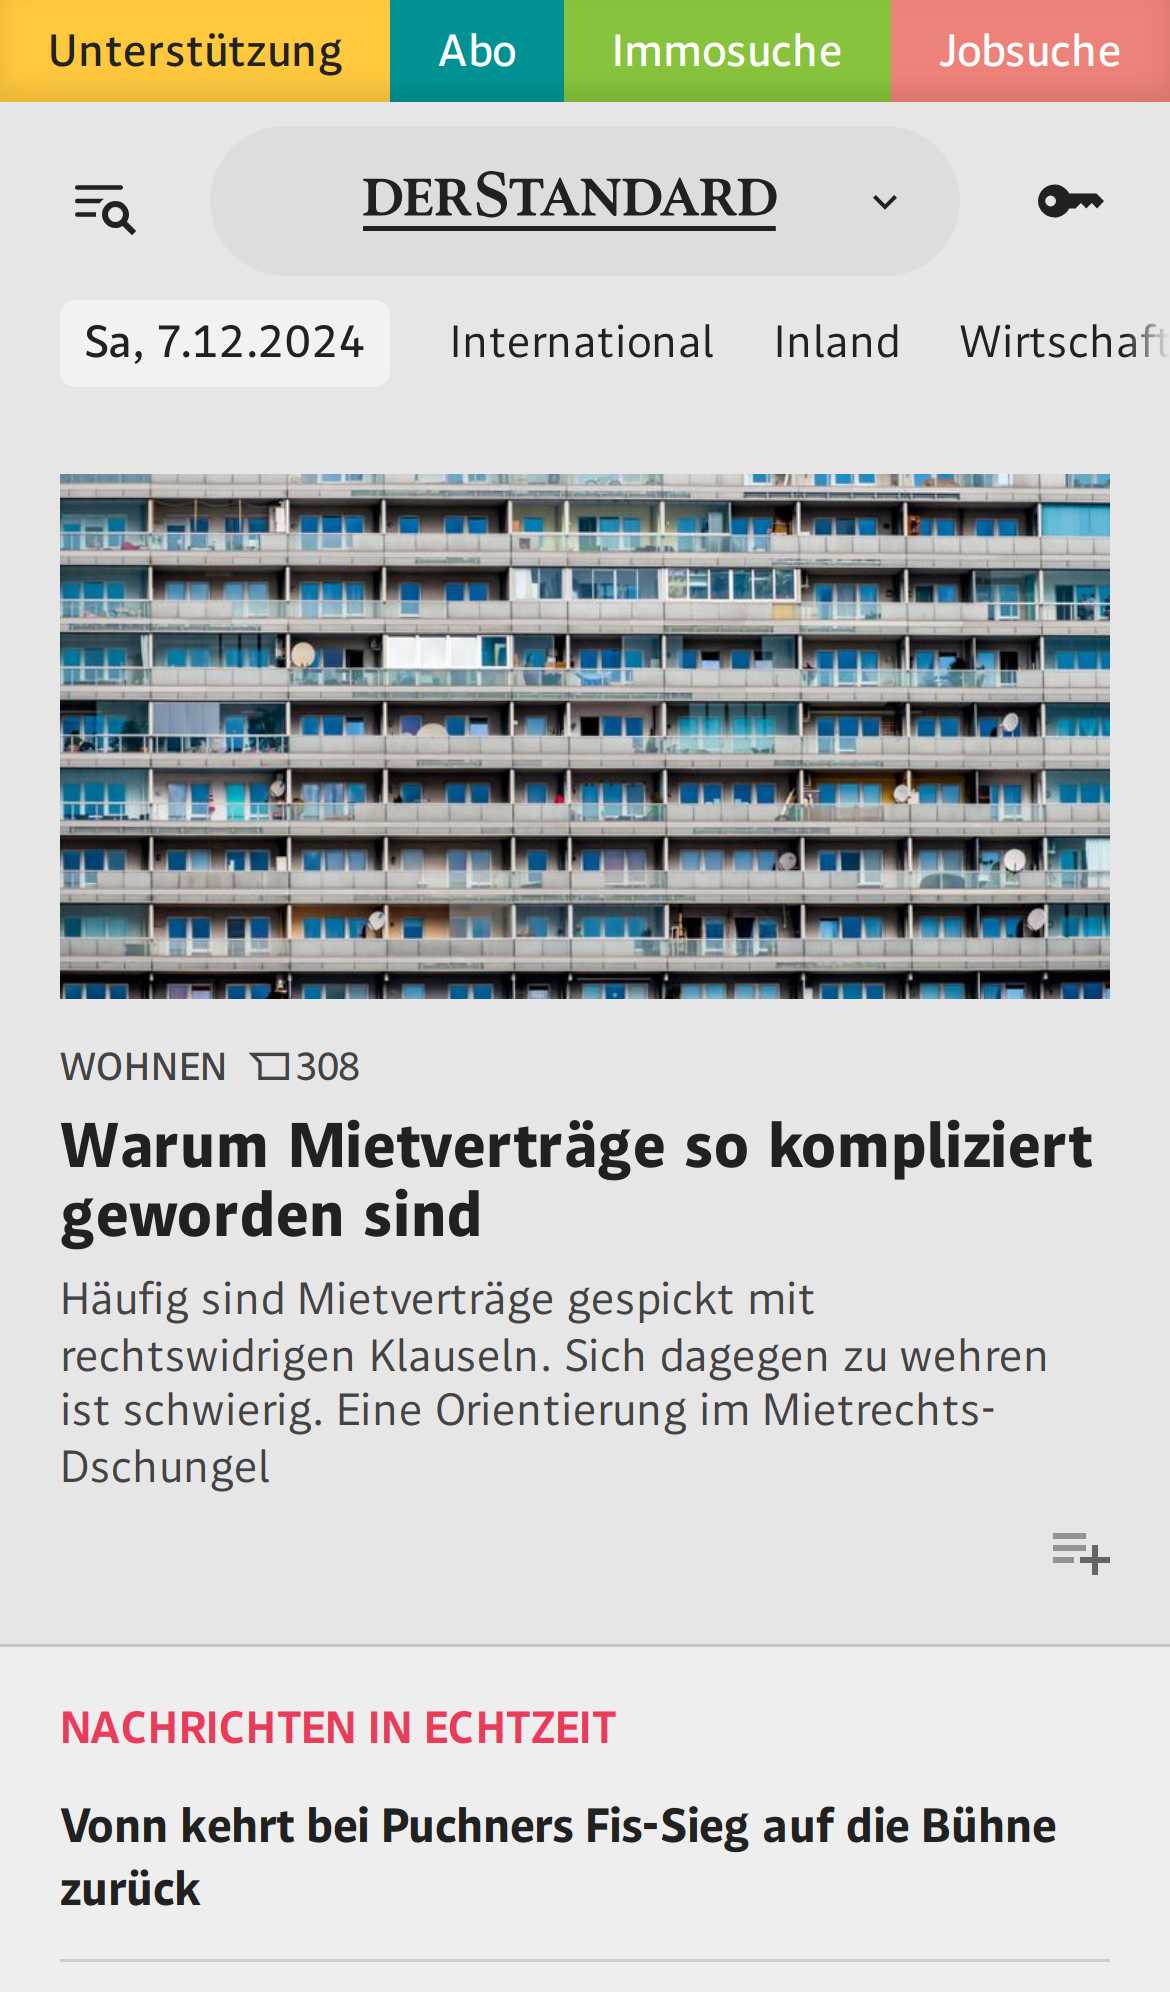 Unterstützung Abo Immosuche Jobsuche
DERSTANDARD
Sa, 7.12.2024 International Inland Wirtschaft
WOHNEN 308
Warum Mietverträge so kompliziert
geworden sind
Häufig sind Mietverträge gespickt mit
rechtswidrigen Klauseln. Sich dagegen zu wehren
ist schwierig. Eine Orientierung im Mietrechts-
Dschungel
NACHRICHTEN IN ECHTZEIT
Vonn kehrt bei Puchners Fis-Sieg auf die Bühne
zurück